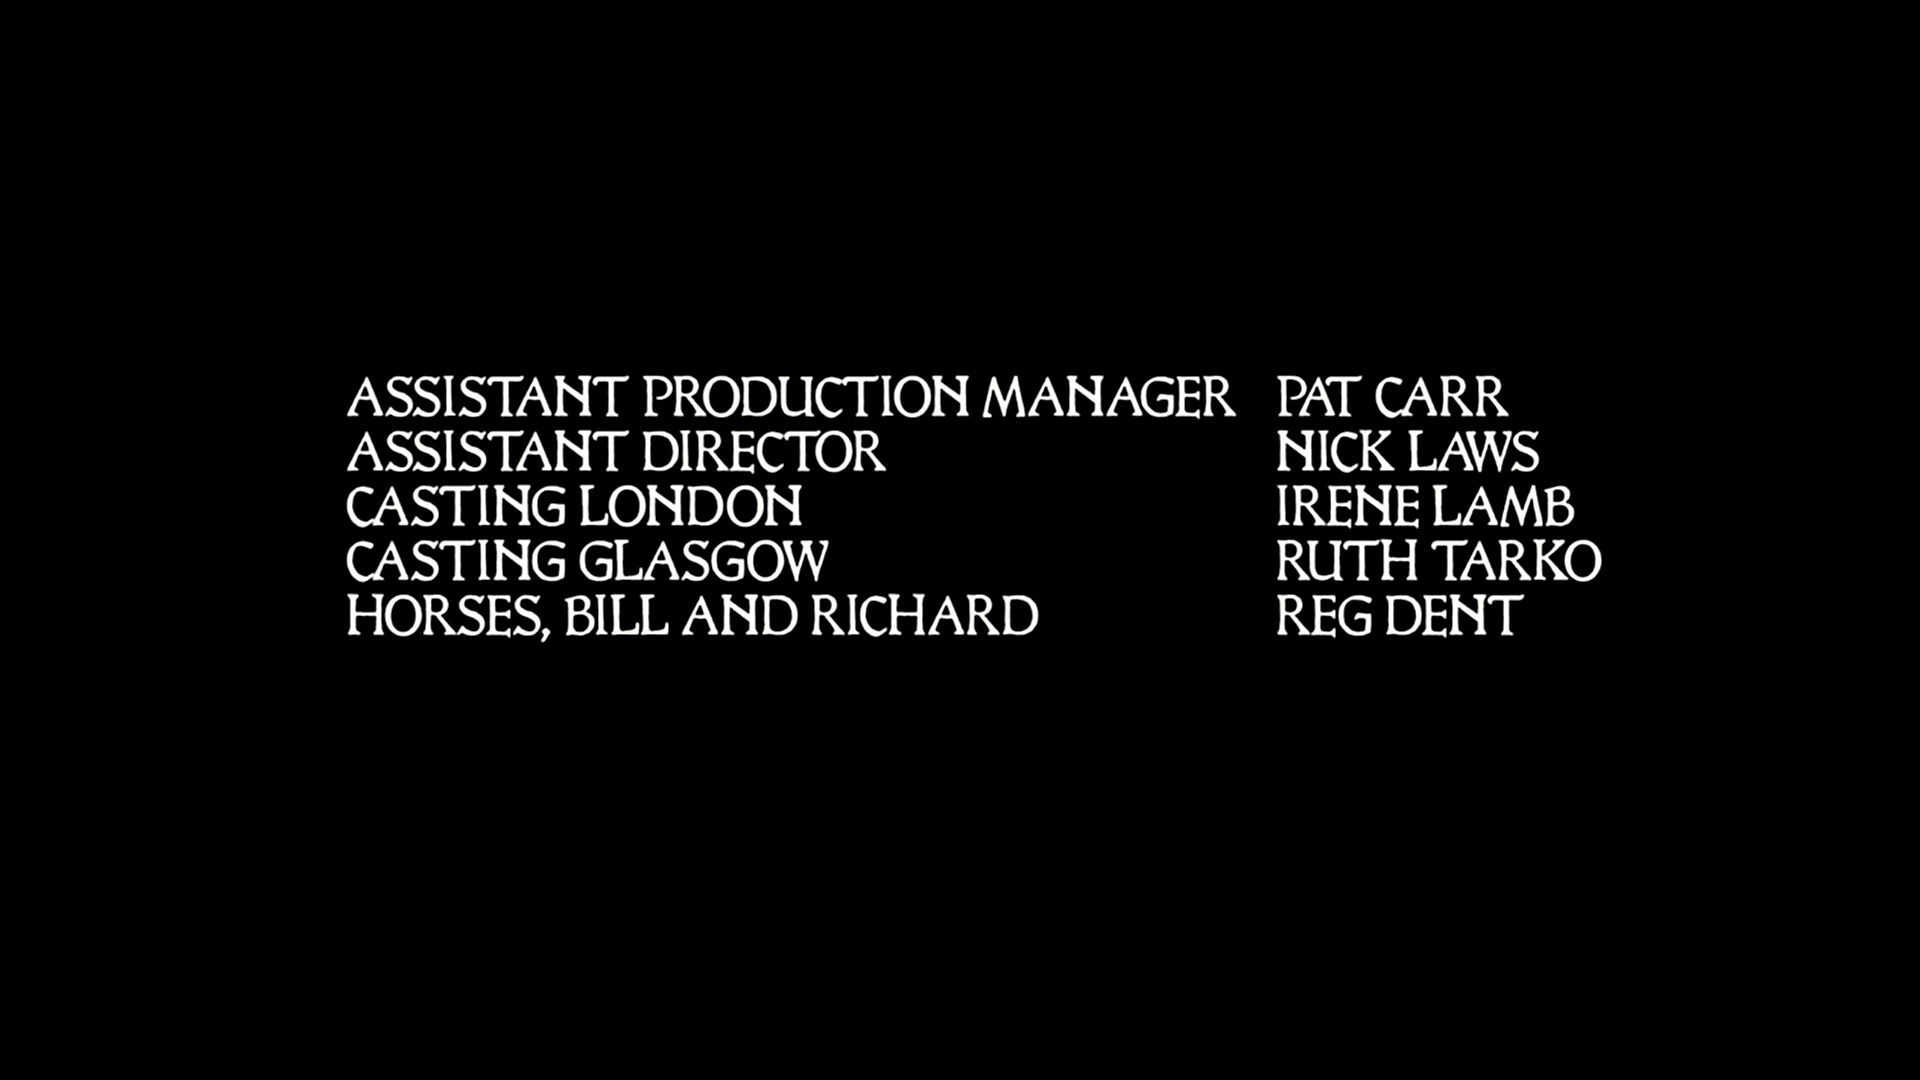 ASSISTANT PRODUCTION MANAGER PAT CARR
ASSISTANT DIRECTOR NICK LAWS
CASTING LONDON IRENE LAMB
CASTING GLASGOW RUTH TARKO
HORSES, BILL AND RICHARD REG DENT